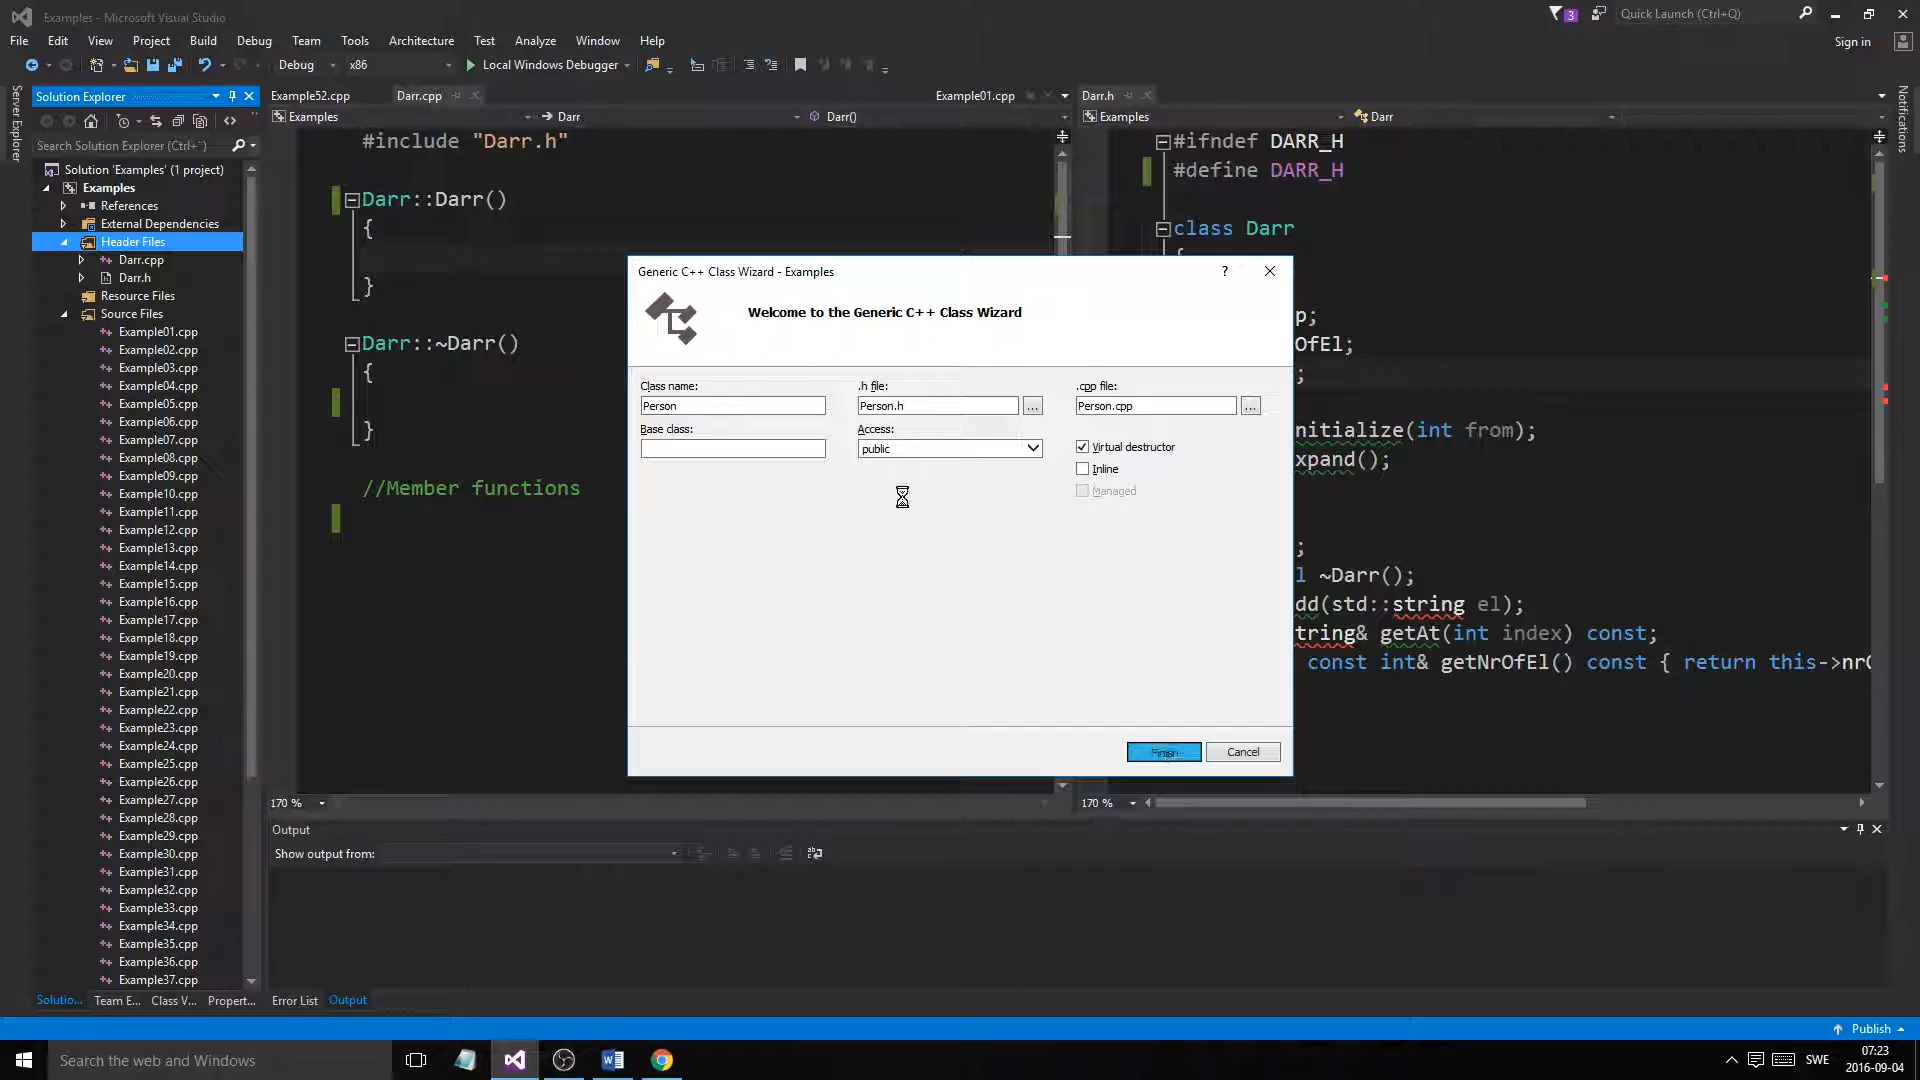 Examples - Microsoft Visual Studio
3
Quick Launch (Ctrl+Q)
File Edit View Project Build Debug Team Tools Architecture Test Analyze Window Help
Sign in
Debug x86 Local Windows Debugger
Server Explorer
Solution Explorer
Search Solution Explorer (Ctrl+¨)
Solution 'Examples' (1 project)
Examples
References
External Dependencies
Header Files
Darr.cpp
Darr.h
Resource Files
Source Files
Example01.cpp
Example02.cpp
Example03.cpp
Example04.cpp
Example05.cpp
Example06.cpp
Example07.cpp
Example08.cpp
Example09.cpp
Example10.cpp
Example11.cpp
Example12.cpp
Example13.cpp
Example14.cpp
Example15.cpp
Example16.cpp
Example17.cpp
Example18.cpp
Example19.cpp
Example20.cpp
Example21.cpp
Example22.cpp
Example23.cpp
Example24.cpp
Example25.cpp
Example26.cpp
Example27.cpp
Example28.cpp
Example29.cpp
Example30.cpp
Example31.cpp
Example32.cpp
Example33.cpp
Example34.cpp
Example35.cpp
Example36.cpp
Example37.cpp
Solutio... Team E... Class V... Propert...
Example52.cpp Darr.cpp Example01.cpp
Examples Darr Darr()
#include "Darr.h"
Darr::Darr()
{
}
Darr::~Darr()
{
}
//Member functions
170 %
Darr.h
Examples Darr
#ifndef DARR_H
#define DARR_H
class Darr
{
p;
OfEl;
;
nitialize(int from);
xpand();
;
l ~Darr();
dd(std::string el);
tring& getAt(int index) const;
const int& getNrOfEl() const { return this->nrO
170 %
Notifications
Generic C++ Class Wizard - Examples
?
Welcome to the Generic C++ Class Wizard
Class name: .h file: .cpp file:
Person Person.h ... Person.cpp ...
Base class: Access:
public
Virtual destructor
Inline
Managed
Finish Cancel
Output
Show output from:
Error List Output
Publish
Search the web and Windows
SWE
07:23
2016-09-04